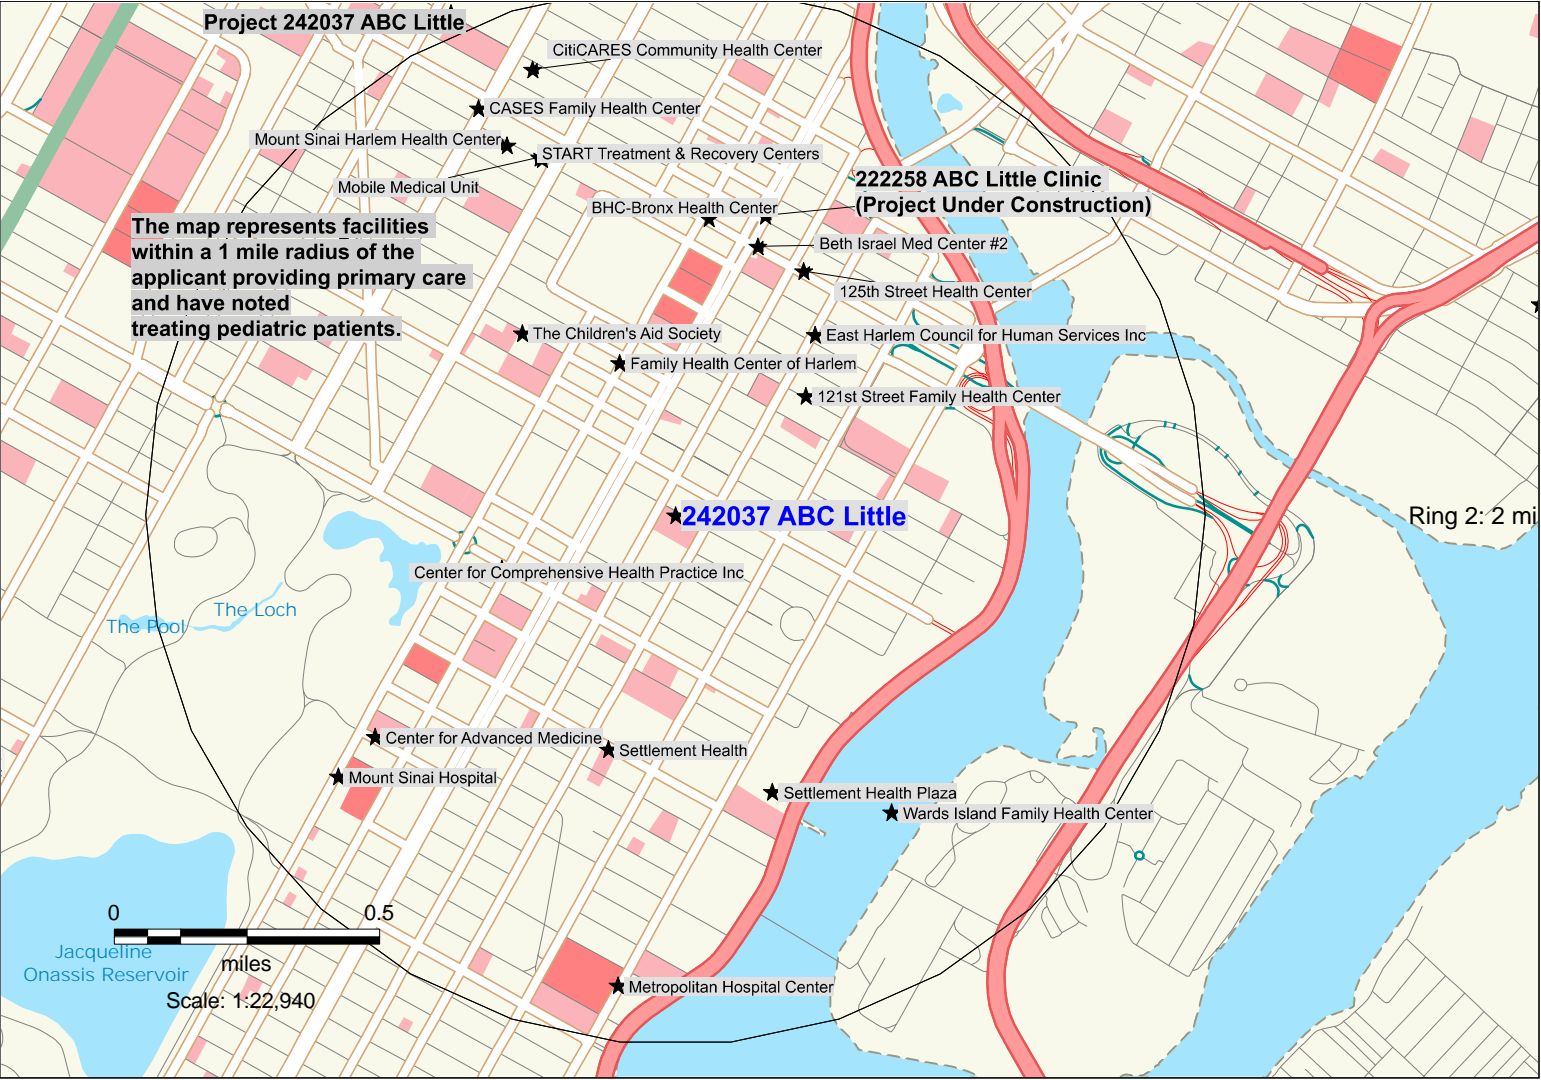 Project 242037 ABC Little
CitiCARES Community Health Center
CASES Family Health Center
Mount Sinai Harlem Health Center
START Treatment & Recovery Centers
Mobile Medical Unit
222258 ABC Little Clinic
(Project Under Construction)
BHC-Bronx Health Center
The map represents facilities
within a 1 mile radius of the
applicant providing primary care
and have noted
treating pediatric patients.
Beth Israel Med Center #2
125th Street Health Center
The Children's Aid Society
East Harlem Council for Human Services Inc
Family Health Center of Harlem
121st Street Family Health Center
242037 ABC Little
Ring 2: 2 mi
Center for Comprehensive Health Practice Inc
The Loch
The Pool
Center for Advanced Medicine
Settlement Health
Mount Sinai Hospital
Settlement Health Plaza
Wards Island Family Health Center
0 0.5
miles
Scale: 1:22,940
Jacqueline
Onassis Reservoir
Metropolitan Hospital Center